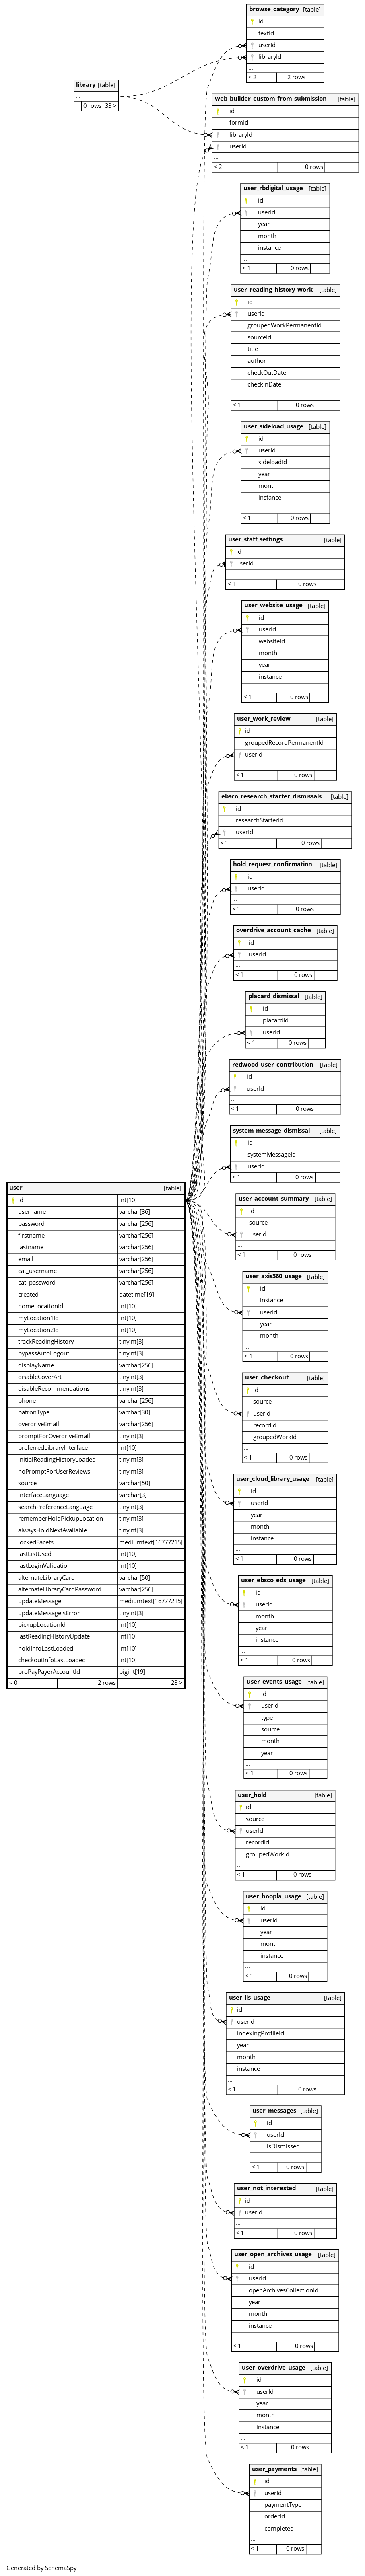 browse_category [table]
id
textId
userId
libraryId
...
< 2 2 rows
library [table]
...
0 rows 33 >
web_builder_custom_from_submission [table]
id
formId
libraryId
userId
...
< 2 0 rows
user_rbdigital_usage [table]
id
userId
year
month
instance
...
< 1 0 rows
user_reading_history_work [table]
id
userId
groupedWorkPermanentId
sourceId
title
author
checkOutDate
checkInDate
...
< 1 0 rows
user_sideload_usage [table]
id
userId
sideloadId
year
month
instance
...
< 1 0 rows
user_staff_settings [table]
id
userId
...
< 1 0 rows
user_website_usage [table]
id
userId
websiteId
month
year
instance
...
< 1 0 rows
user_work_review [table]
id
groupedRecordPermanentId
userId
...
< 1 0 rows
ebsco_research_starter_dismissals [table]
id
researchStarterId
userId
< 1 0 rows
hold_request_confirmation [table]
id
userId
...
< 1 0 rows
overdrive_account_cache [table]
id
userId
...
< 1 0 rows
placard_dismissal [table]
id
placardId
userId
< 1 0 rows
redwood_user_contribution [table]
id
userId
...
< 1 0 rows
system_message_dismissal [table]
id
systemMessageId
userId
< 1 0 rows
user [table]
id int[10]
username varchar[36]
password varchar[256]
firstname varchar[256]
lastname varchar[256]
email varchar[256]
cat_username varchar[256]
cat_password varchar[256]
created datetime[19]
homeLocationId int[10]
myLocation1Id int[10]
myLocation2Id int[10]
trackReadingHistory tinyint[3]
bypassAutoLogout tinyint[3]
displayName varchar[256]
disableCoverArt tinyint[3]
disableRecommendations tinyint[3]
phone varchar[256]
patronType varchar[30]
overdriveEmail varchar[256]
promptForOverdriveEmail tinyint[3]
preferredLibraryInterface int[10]
initialReadingHistoryLoaded tinyint[3]
noPromptForUserReviews tinyint[3]
source varchar[50]
interfaceLanguage varchar[3]
searchPreferenceLanguage tinyint[3]
rememberHoldPickupLocation tinyint[3]
alwaysHoldNextAvailable tinyint[3]
lockedFacets mediumtext[16777215]
lastListUsed int[10]
lastLoginValidation int[10]
alternateLibraryCard varchar[50]
alternateLibraryCardPassword varchar[256]
updateMessage mediumtext[16777215]
updateMessageIsError tinyint[3]
pickupLocationId int[10]
lastReadingHistoryUpdate int[10]
holdInfoLastLoaded int[10]
checkoutInfoLastLoaded int[10]
proPayPayerAccountId bigint[19]
< 0 2 rows 28 >
user_account_summary [table]
id
source
userId
...
< 1 0 rows
user_axis360_usage [table]
id
instance
userId
year
month
...
< 1 0 rows
user_checkout [table]
id
source
userId
recordId
groupedWorkId
...
< 1 0 rows
user_cloud_library_usage [table]
id
userId
year
month
instance
...
< 1 0 rows
user_ebsco_eds_usage [table]
id
userId
month
year
instance
...
< 1 0 rows
user_events_usage [table]
id
userId
type
source
month
year
...
< 1 0 rows
user_hold [table]
id
source
userId
recordId
groupedWorkId
...
< 1 0 rows
user_hoopla_usage [table]
id
userId
year
month
instance
...
< 1 0 rows
user_ils_usage [table]
id
userId
indexingProfileId
year
month
instance
...
< 1 0 rows
user_messages [table]
id
userId
isDismissed
...
< 1 0 rows
user_not_interested [table]
id
userId
...
< 1 0 rows
user_open_archives_usage [table]
id
userId
openArchivesCollectionId
year
month
instance
...
< 1 0 rows
user_overdrive_usage [table]
id
userId
year
month
instance
...
< 1 0 rows
user_payments [table]
id
userId
paymentType
orderId
completed
...
< 1 0 rows
Generated by SchemaSpy